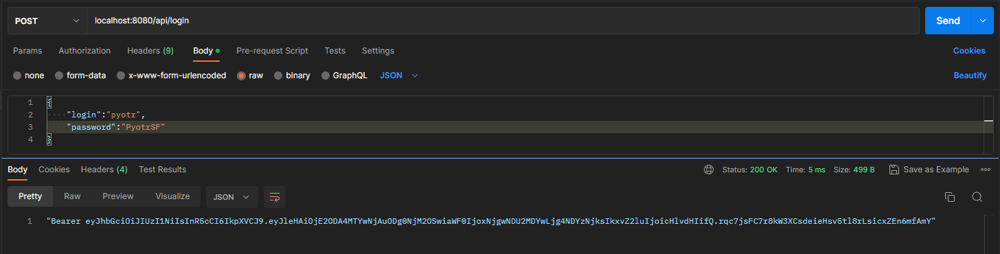 POST localhost:8080/api/login Send
Params Authorization Headers (9) Body Pre-request Script Tests Settings Cookies
none form-data x-www-form-urlencoded raw binary GraphQL JSON Beautify
1 {
2 "login":"pyotr",
3 "password":"PyotrSF"
4 }
Body Cookies Headers (4) Test Results Status: 200 OK Time: 5 ms Size: 499 B Save as Example
Pretty Raw Preview Visualize JSON
1 "Bearer eyJhbGciOiJIUzI1NiIsInR5cCI6IkpXVCJ9.eyJleHAiOjE2ODA4MTYwNjAuODg0NjM2OSwiaWF0IjoxNjgwNDU2MDYwLjg4NDYzNjksIkxvZ2luIjoicHlvdHIifQ.rqc7jsFC7r8kW3XCsdeieHsv5tl8rLsicxZEn6mfAmY"